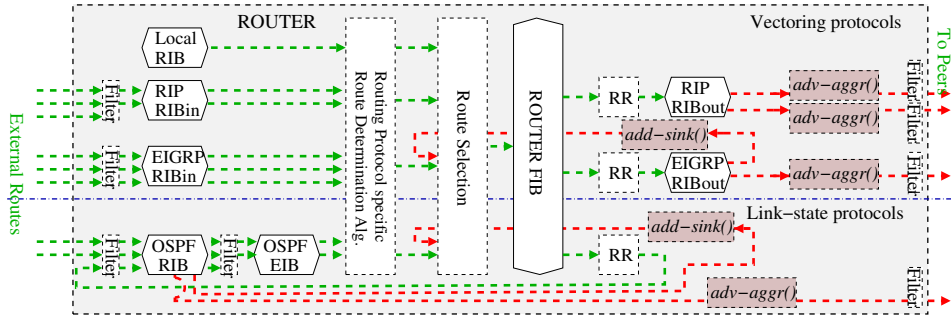 ROUTER
Vectoring protocols
To Peers
External Routes
Local
RIB
Filter
RIP
RIBin
Filter
EIGRP
RIBin
Routing Protocol specific
Route Determination Alg.
Route Selection
ROUTER FIB
RR
RIP
RIBout
adv-aggr()
adv-aggr()
Filter
Filter
add-sink()
RR
EIGRP
RIBout
adv-aggr()
Filter
Link-state protocols
Filter
OSPF
RIB
Filter
OSPF
EIB
add-sink()
RR
adv-aggr()
Filter